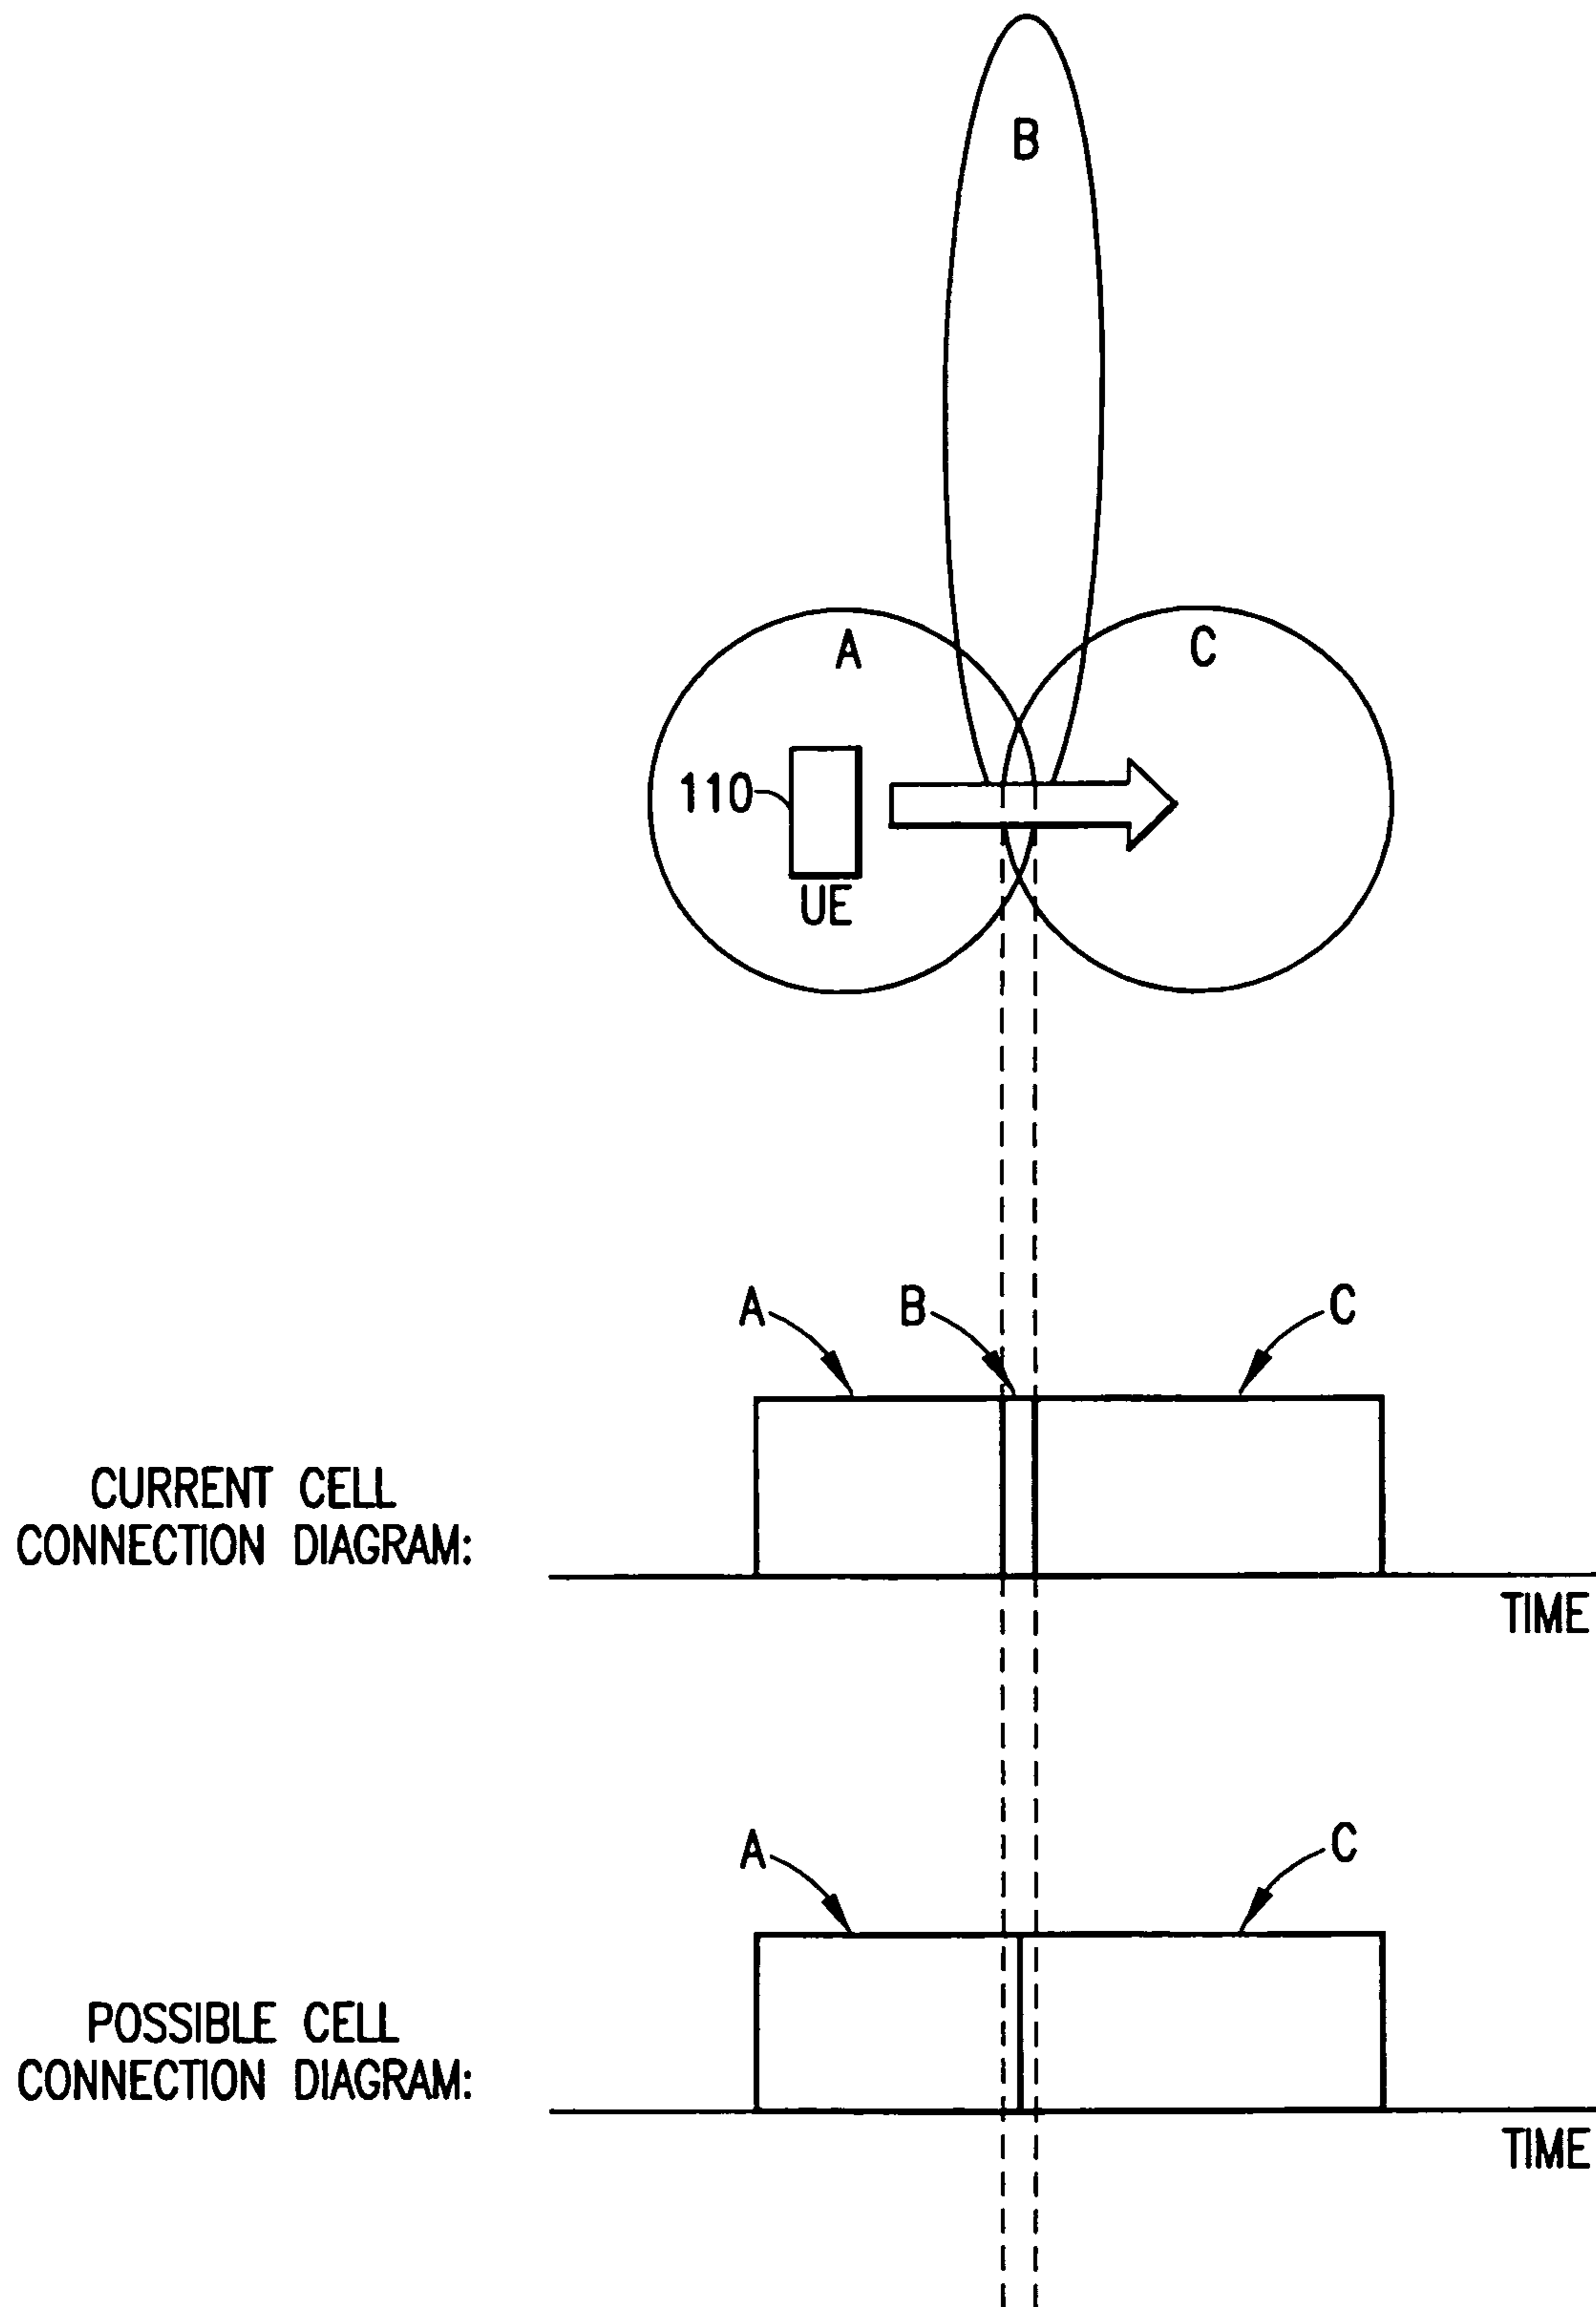 B
A
C
110
UE
A
B
C
CURRENT CELL
CONNECTION DIAGRAM:
TIME
A
C
POSSIBLE CELL
CONNECTION DIAGRAM:
TIME